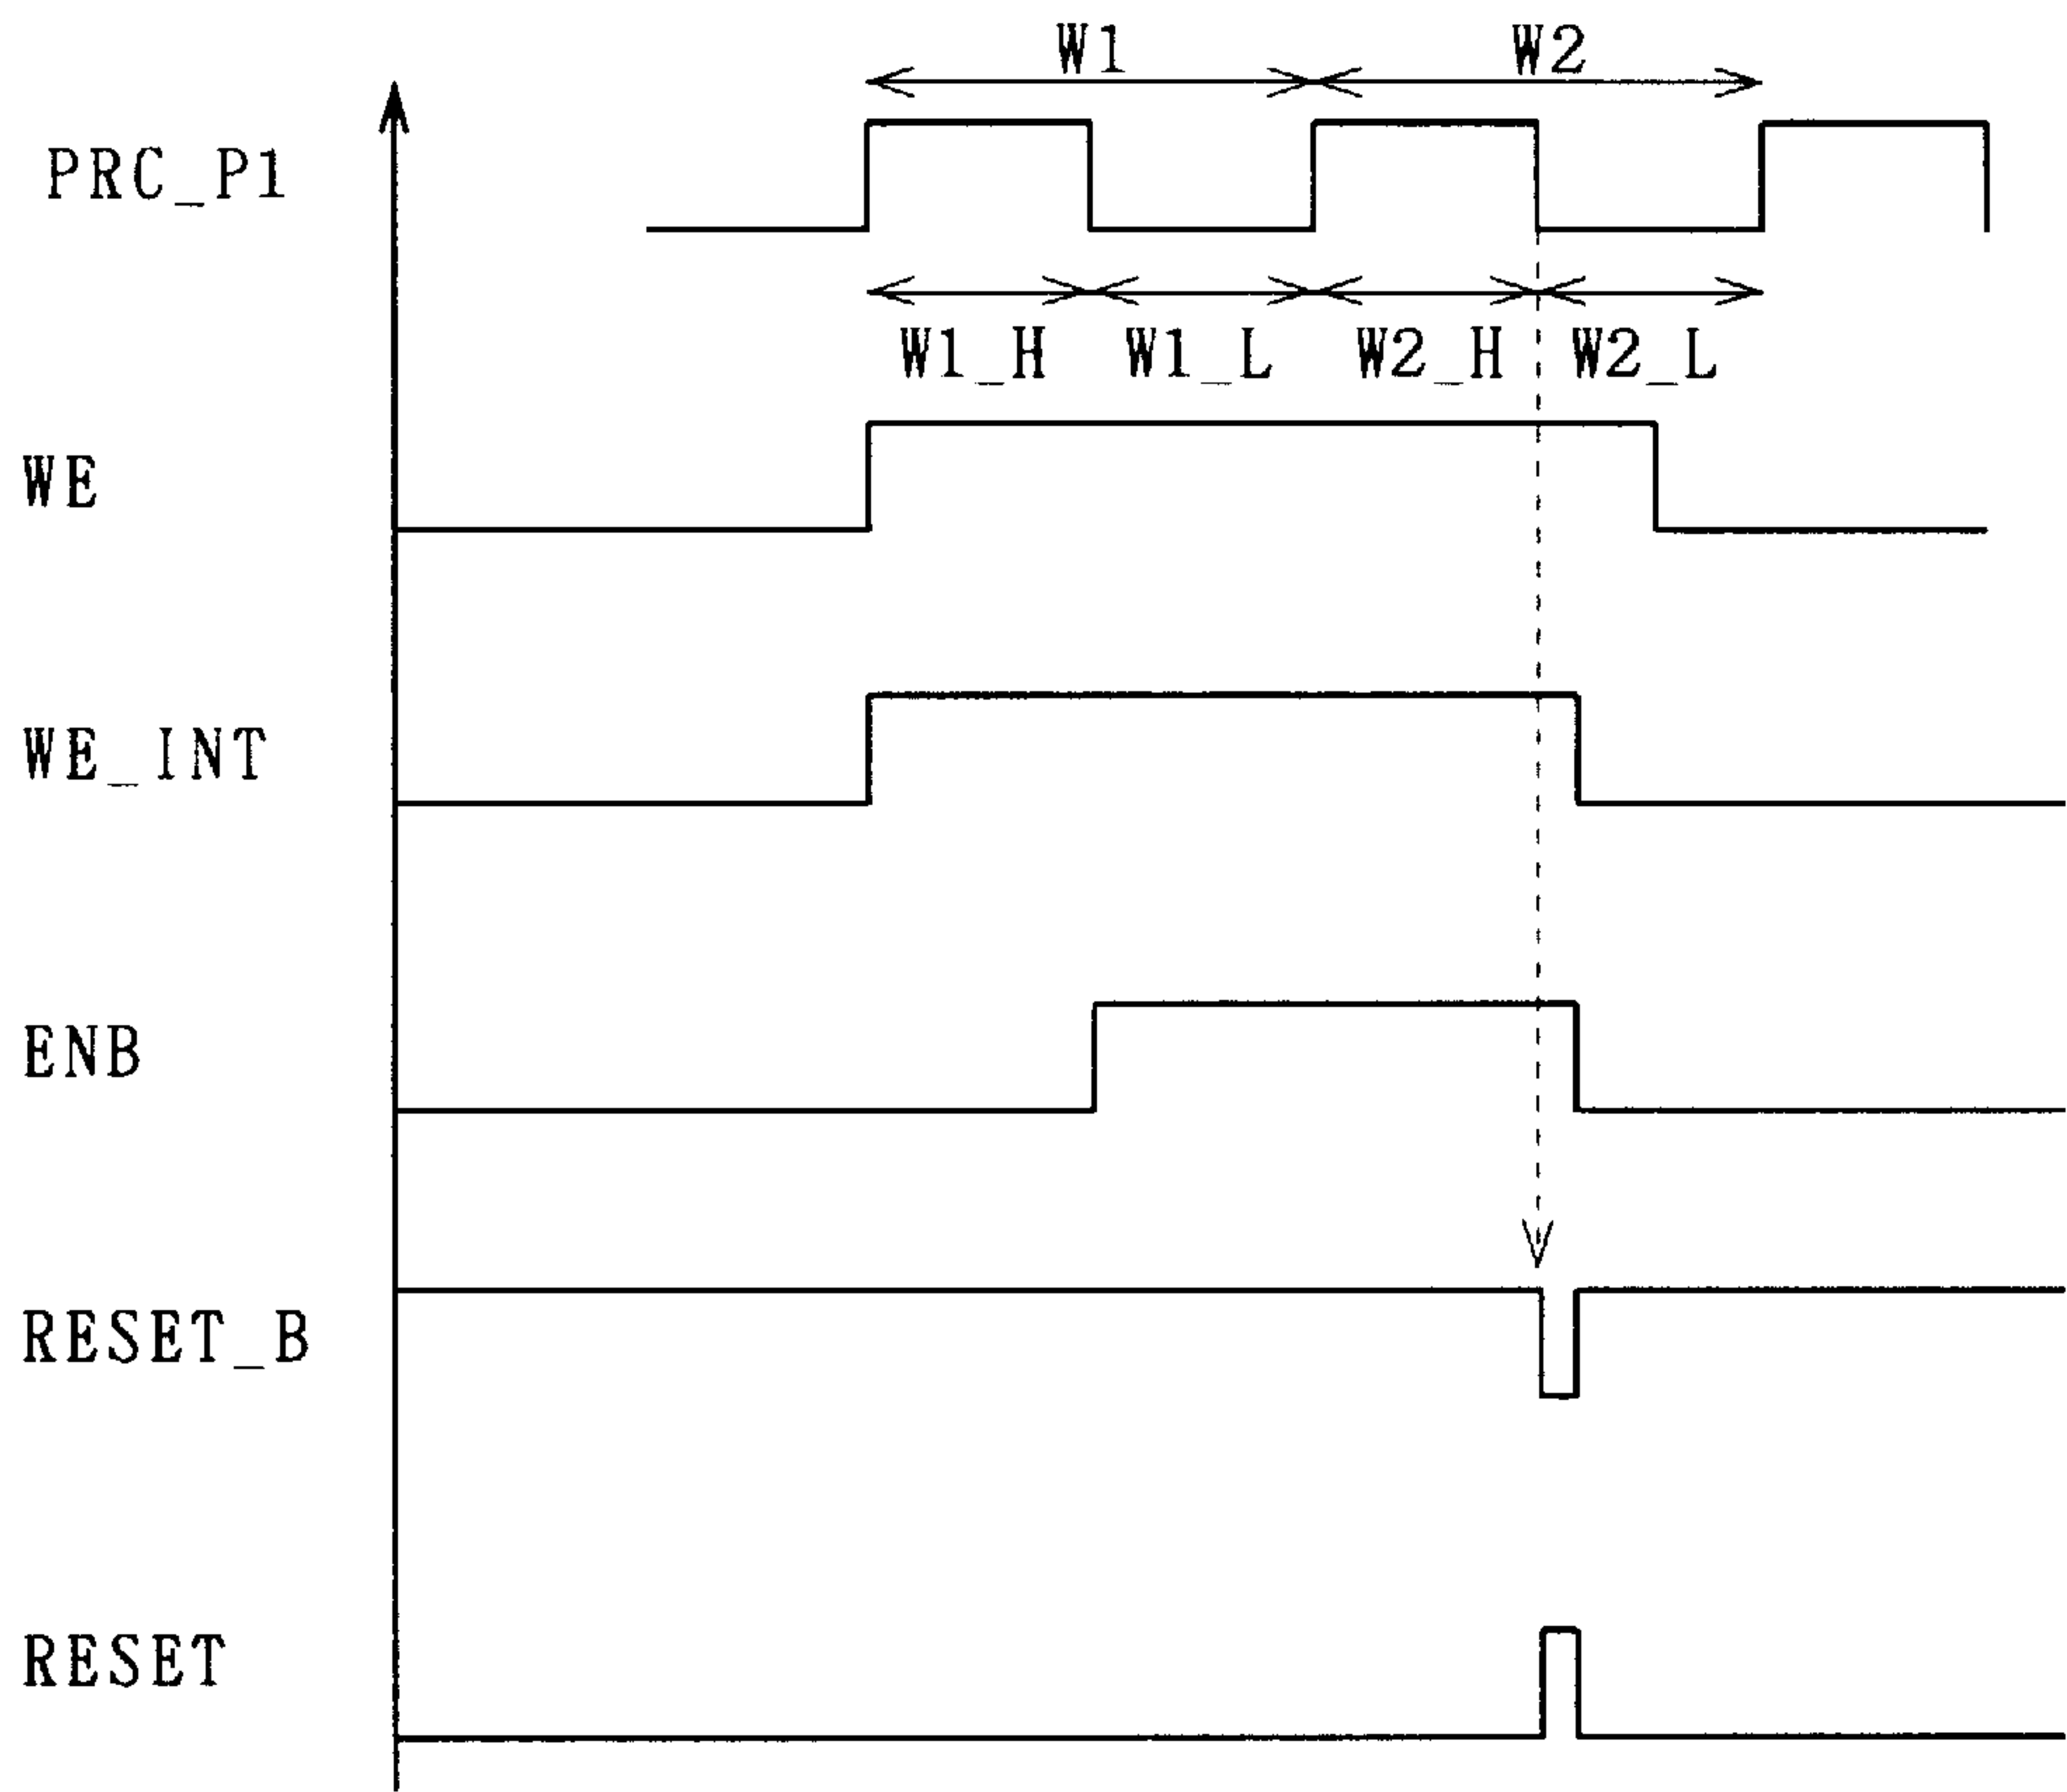 W1 W2
PRC_P1
W1_H W1_L W2_H W2_L
WE
WE_INT
ENB
RESET_B
RESET